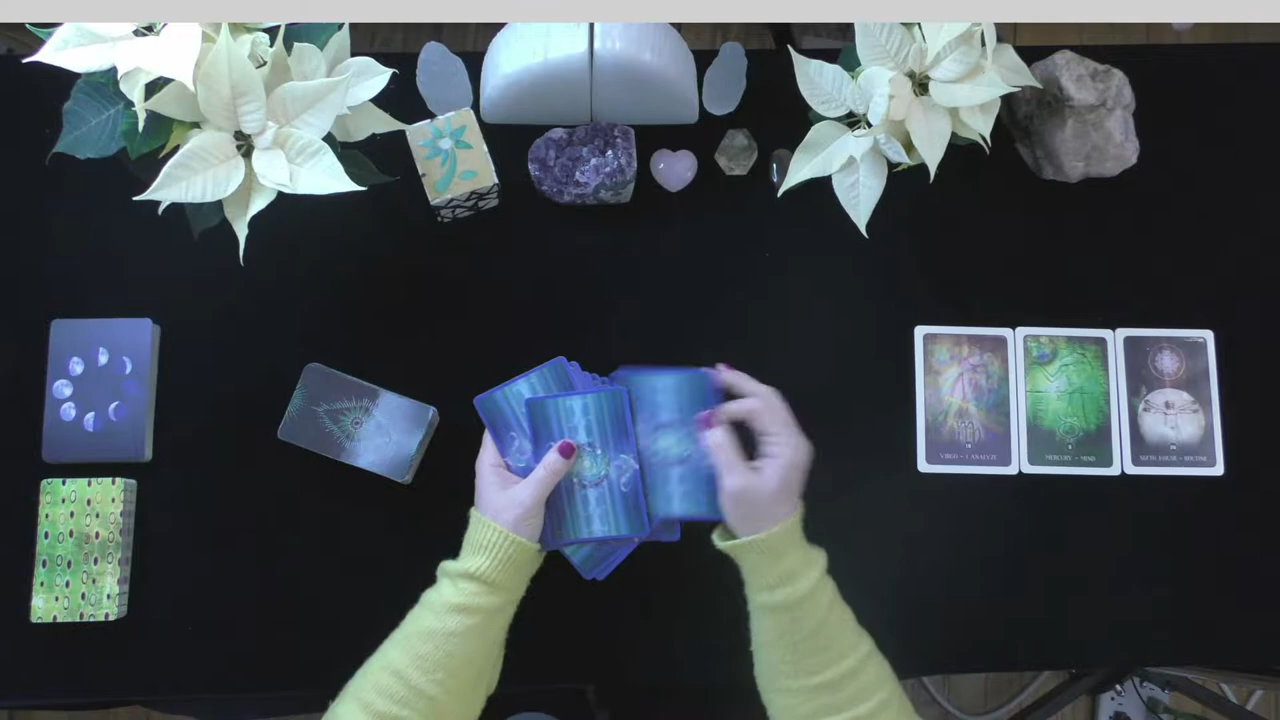 VIRGO - I ANALYZE
MERCURY - MIND
SIXTH HOUSE - ROUTINE